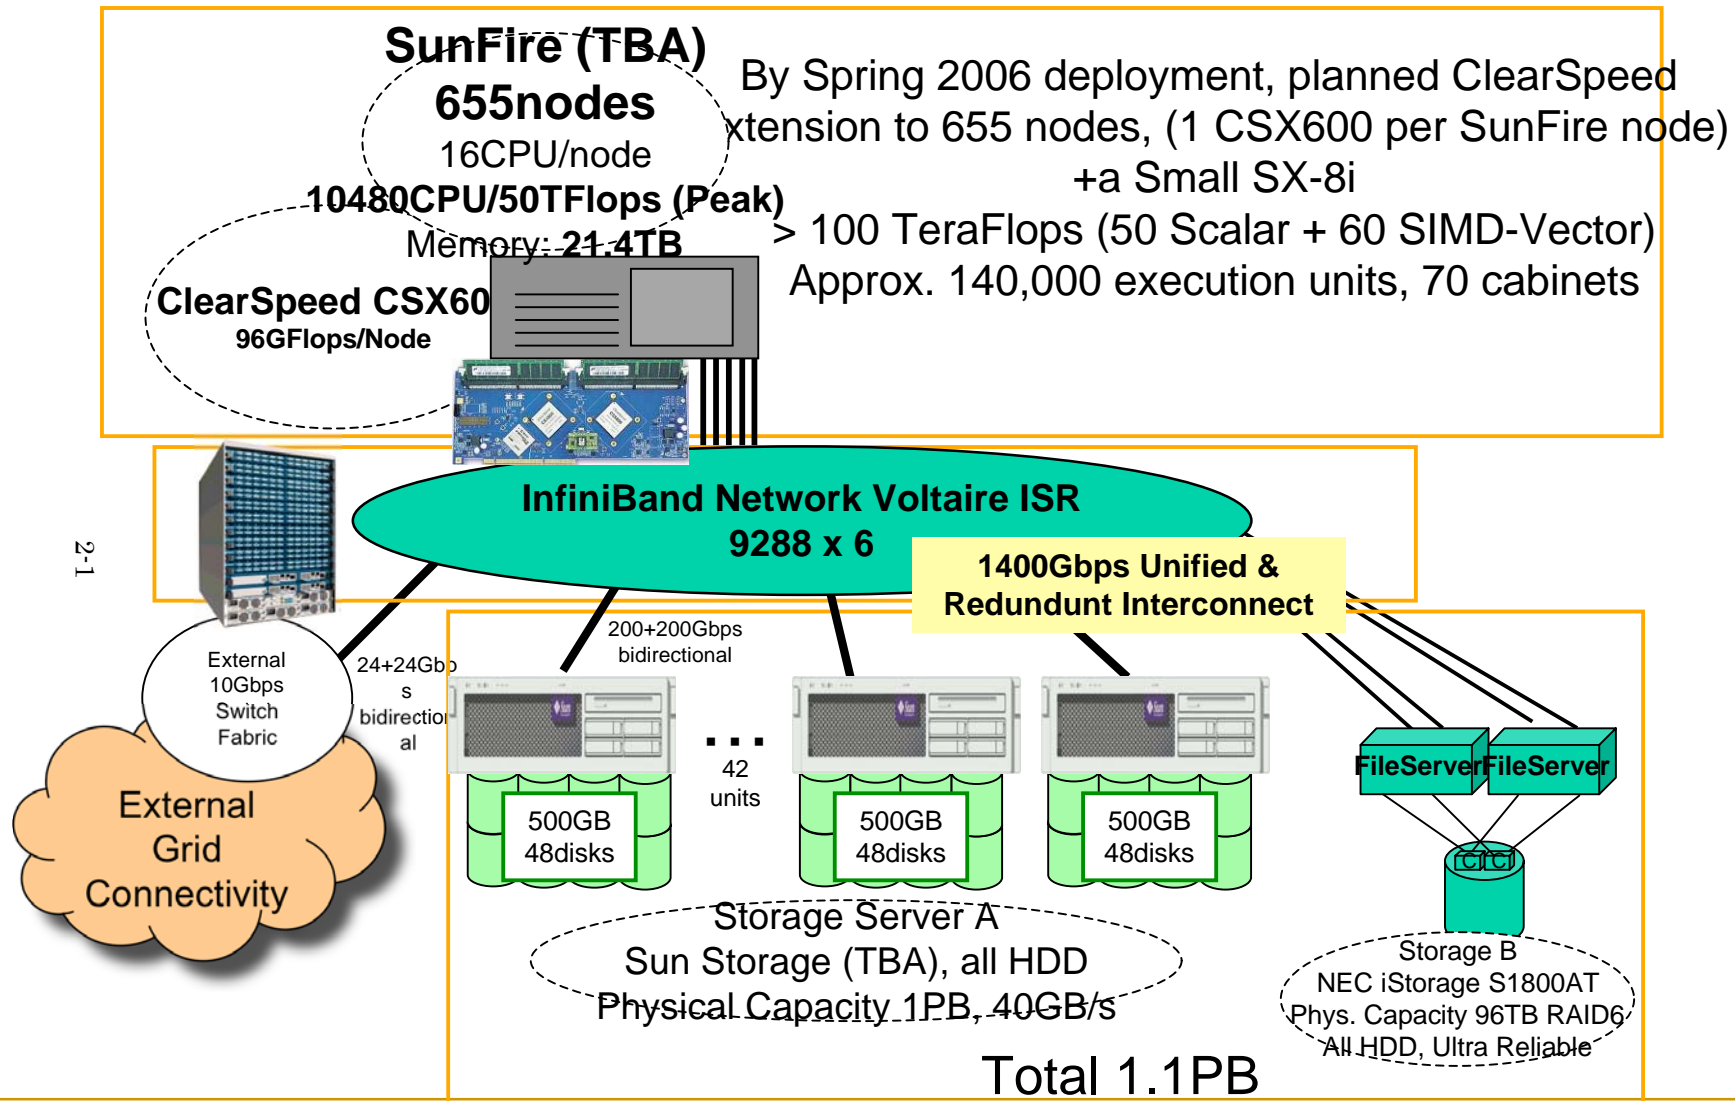 SunFire (TBA)
655nodes
16CPU/node
10480CPU/50TFlops (Peak)
Memory: 21.4TB
By Spring 2006 deployment, planned ClearSpeed
xtension to 655 nodes, (1 CSX600 per SunFire node)
+a Small SX-8i
> 100 TeraFlops (50 Scalar + 60 SIMD-Vector)
Approx. 140,000 execution units, 70 cabinets
ClearSpeed CSX60
96GFlops/Node
InfiniBand Network Voltaire ISR
9288 x 6
1400Gbps Unified &
Redundunt Interconnect
2-1
External
10Gbps
Switch
Fabric
24+24Gbp
s
bidirection
al
200+200Gbps
bidirectional
External
Grid
Connectivity
Sun
Sun
Sun
...
42
units
500GB
48disks
500GB
48disks
500GB
48disks
FileServer
FileServer
C
C
Storage Server A
Sun Storage (TBA), all HDD
Physical Capacity 1PB, 40GB/s
Storage B
NEC iStorage S1800AT
Phys. Capacity 96TB RAID6
All HDD, Ultra Reliable
Total 1.1PB